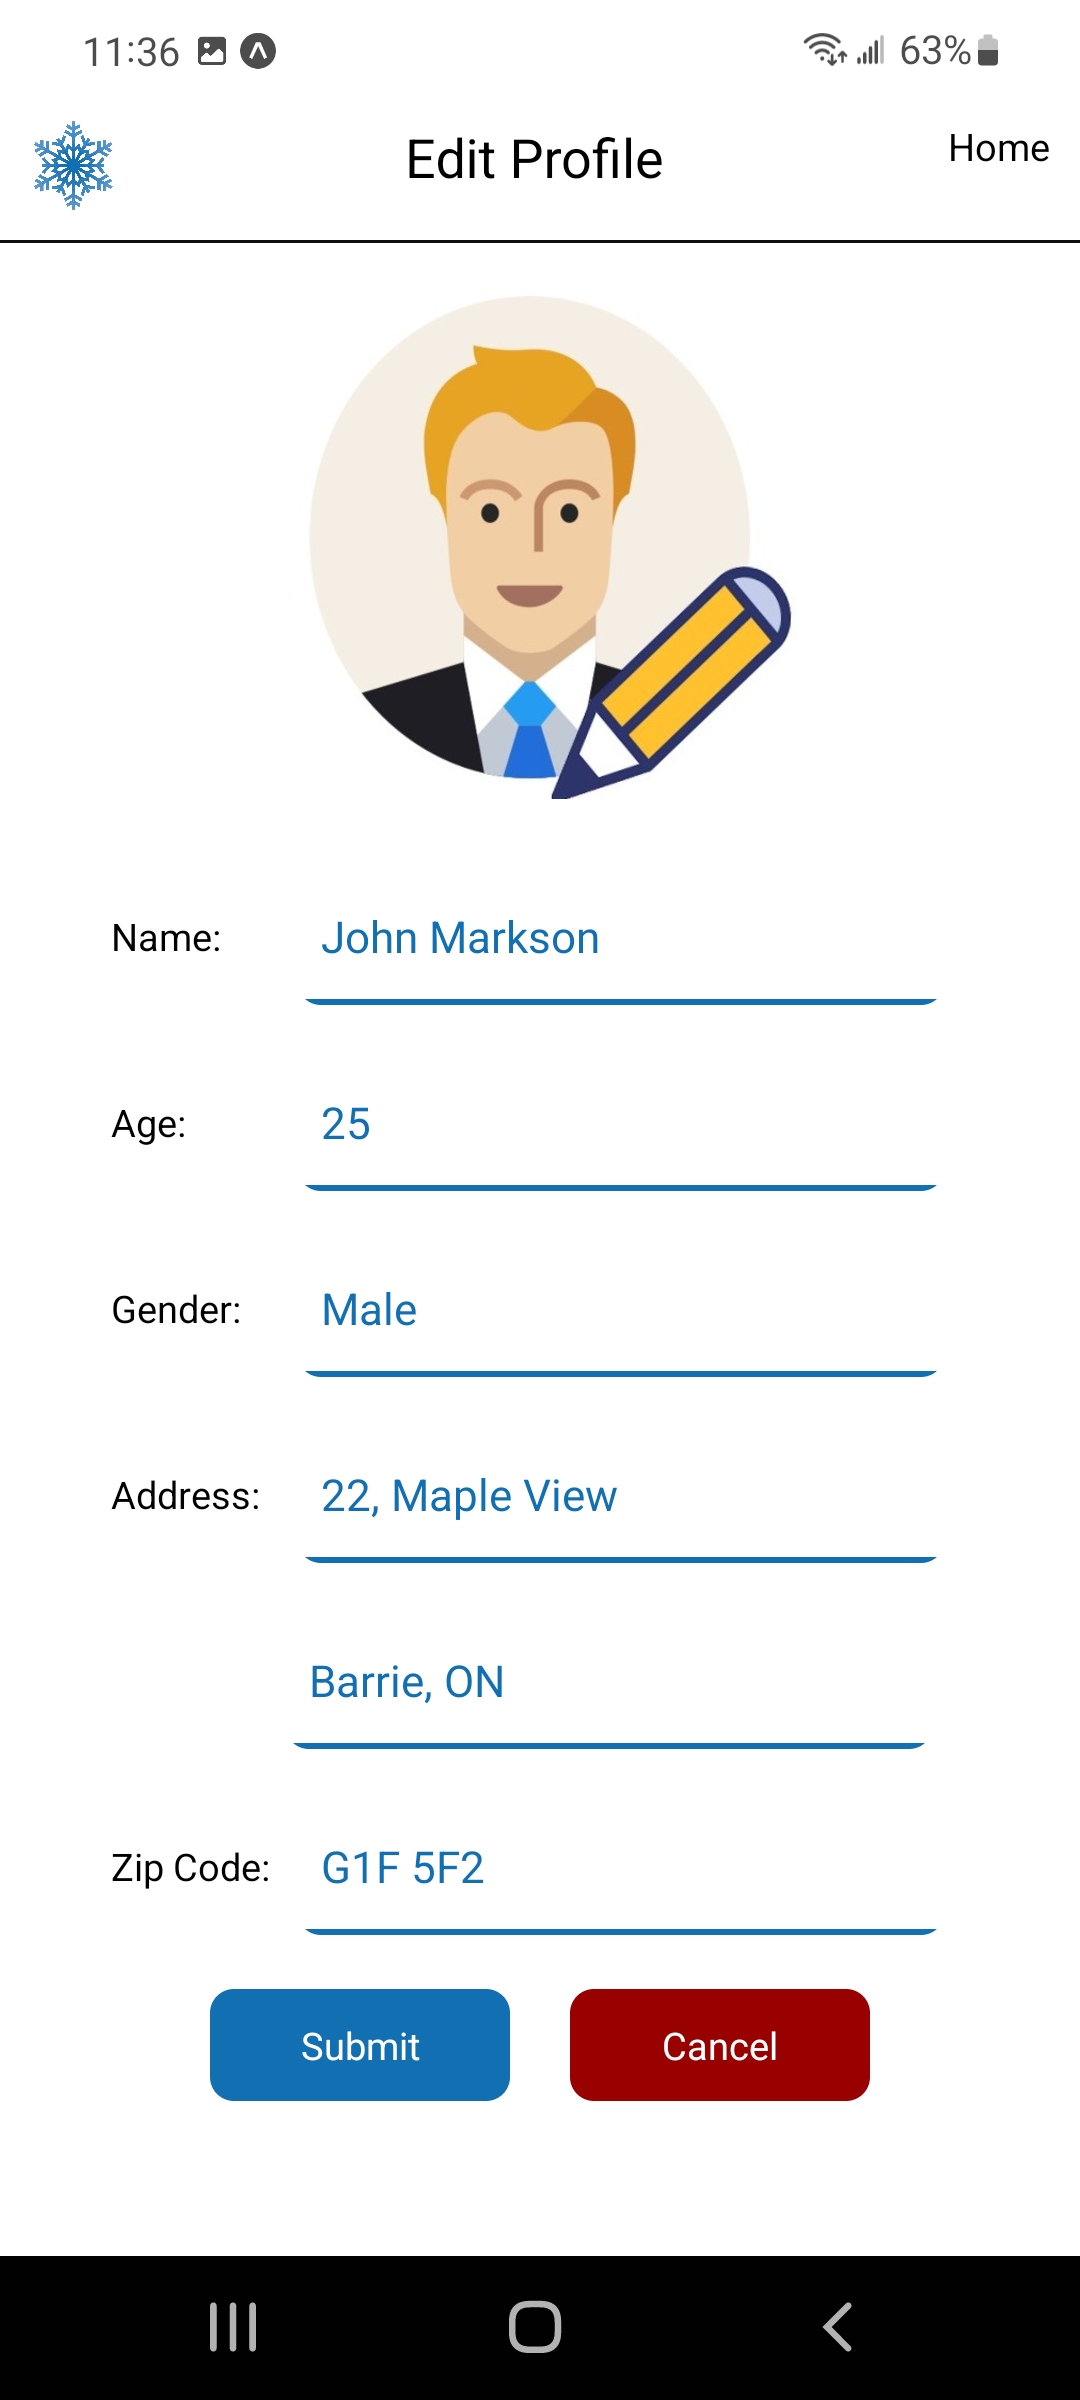 11:36 63%
Edit Profile Home
Name: John Markson
Age: 25
Gender: Male
Address: 22, Maple View
Barrie, ON
Zip Code: G1F 5F2
Submit Cancel